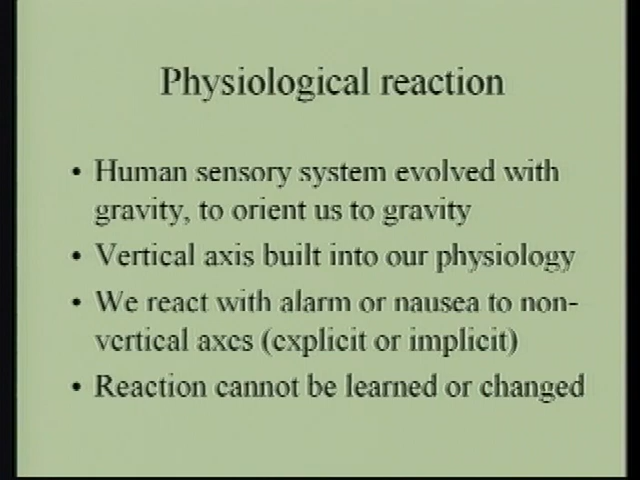 Physiological reaction
• Human sensory system evolved with
gravity, to orient us to gravity
• Vertical axis built into our physiology
• We react with alarm or nausea to non-
vertical axes (explicit or implicit)
• Reaction cannot be learned or changed